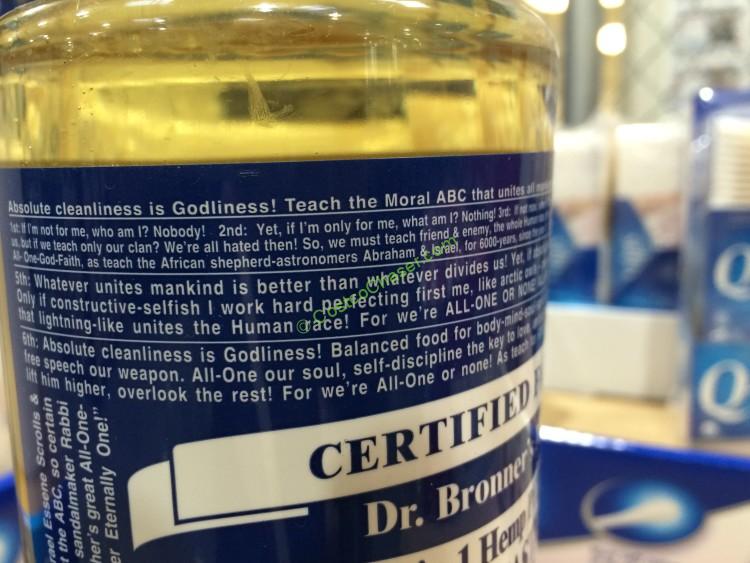 Absolute cleanliness is Godliness! Teach the Moral ABC that unites all
1st: If I'm not for me, who am I? Nobody! 2nd: Yet, if I'm only for me, what am I? Nothing! 3rd: If not now,
us, but if we teach only our clan? We're all hated then! So, we must teach friend & enemy, the whole Human
All-One-God-Faith, as teach the African shepherd-astronomers Abraham & Israel, for 6000-years, since the
5th: Whatever unites mankind is better than whatever divides us! Yet, if
Only if constructive-selfish I work hard perfecting first me, like arctic
that lightning-like unites the Human race! For we're ALL-ONE OR NONE
6th: Absolute cleanliness is Godliness! Balanced food for body-mind-
free speech our weapon. All-One our soul, self-discipline the key to love
lift him higher, overlook the rest! For we're All-One or none! As teach
© CostcoChaser.com
rael Essene Scrolls &
t the ABC, so certain
sandalmaker Rabbi
her's great All-One-
er Eternally One!"
CERTIFIED
Dr. Bronner's
1 Hemp
Q
Q